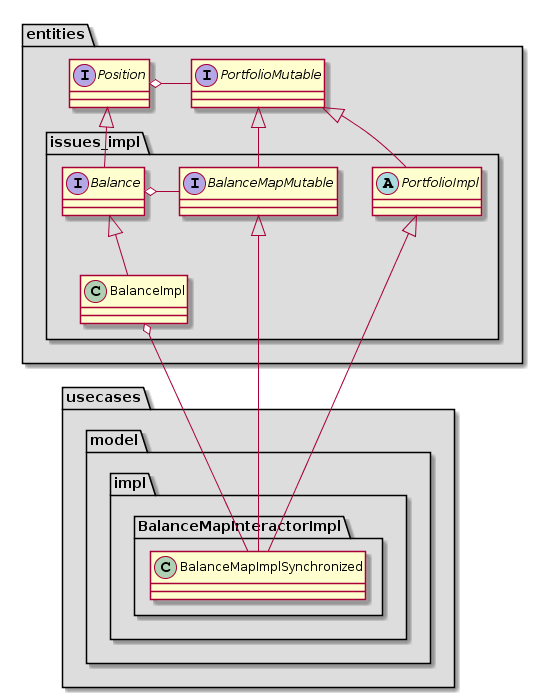 entities
I Position
I PortfolioMutable
issues_impl
I Balance
I BalanceMapMutable
A PortfolioImpl
C BalanceImpl
usecases
model
impl
BalanceMapInteractorImpl
C BalanceMapImplSynchronized